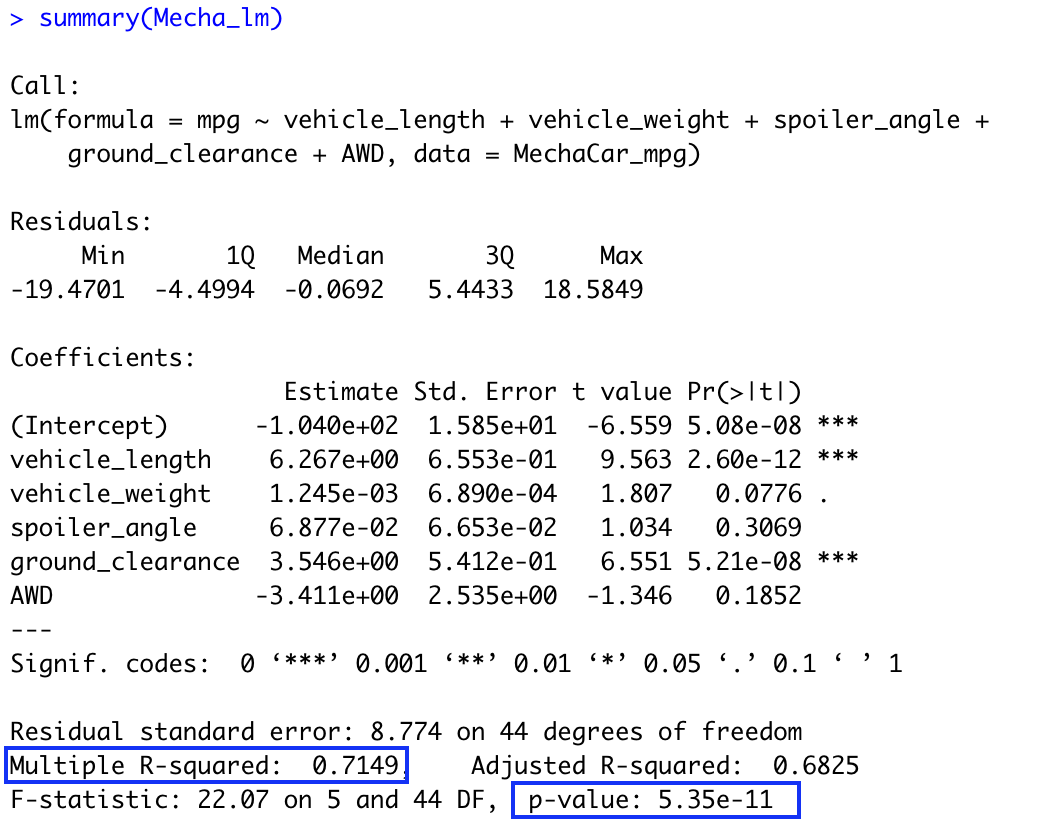 > summary(Mecha_lm)
Call:
lm(formula = mpg ~ vehicle_length + vehicle_weight + spoiler_angle +
    ground_clearance + AWD, data = MechaCar_mpg)
Residuals:
     Min       1Q   Median       3Q      Max
-19.4701  -4.4994  -0.0692   5.4433  18.5849
Coefficients:
                   Estimate Std. Error t value Pr(>|t|)
(Intercept)      -1.040e+02  1.585e+01  -6.559 5.08e-08 ***
vehicle_length    6.267e+00  6.553e-01   9.563 2.60e-12 ***
vehicle_weight    1.245e-03  6.890e-04   1.807   0.0776 .
spoiler_angle     6.877e-02  6.653e-02   1.034   0.3069
ground_clearance  3.546e+00  5.412e-01   6.551 5.21e-08 ***
AWD              -3.411e+00  2.535e+00  -1.346   0.1852
---
Signif. codes:  0 ‘***’ 0.001 ‘**’ 0.01 ‘*’ 0.05 ‘.’ 0.1 ‘ ’ 1
Residual standard error: 8.774 on 44 degrees of freedom
Multiple R-squared:  0.7149,    Adjusted R-squared:  0.6825
F-statistic: 22.07 on 5 and 44 DF,  p-value: 5.35e-11